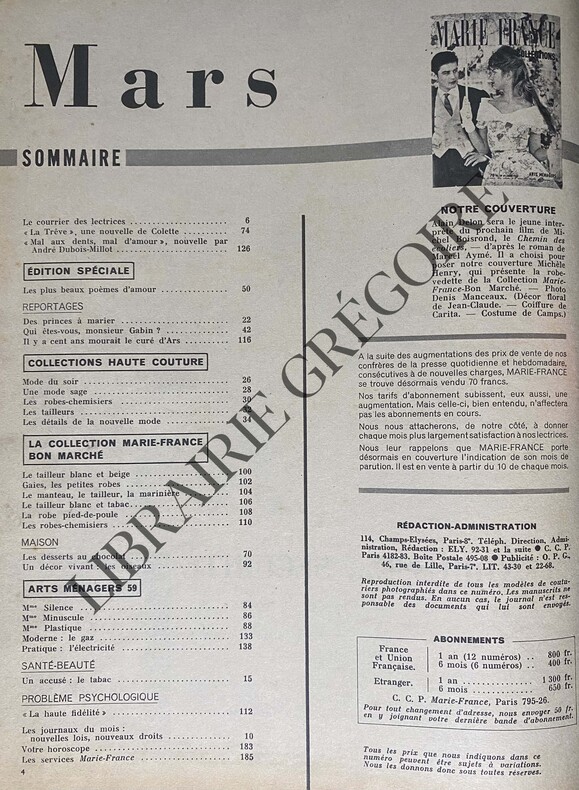 Mars
SOMMAIRE
Le courrier des lectrices ........................ 6
« La Trêve », une nouvelle de Colette ............ 74
« Mal aux dents, mal d'amour », nouvelle par
André Dubois-Millot ........................ 126
ÉDITION SPÉCIALE
Les plus beaux poèmes d'amour .................. 50
REPORTAGES
Des princes à marier ............................ 22
Qui êtes-vous, monsieur Gabin ? ................ 42
Il y a cent ans mourait le curé d'Ars ............ 116
COLLECTIONS HAUTE COUTURE
Mode du soir .................................. 26
Une mode sage ................................ 28
Les robes-chemisiers ............................ 30
Les tailleurs .................................. 32
Les détails de la nouvelle mode .................. 34
LA COLLECTION MARIE-FRANCE
BON MARCHÉ
Le tailleur blanc et beige ........................ 100
Gaies, les petites robes .......................... 102
Le manteau, le tailleur, la marinière .............. 104
Le tailleur blanc et tabac ........................ 106
La robe pied-de-poule .......................... 108
Les robes-chemisiers ............................ 110
MAISON
Les desserts au chocolat ........................ 70
Un décor vivant : les oiseaux .................... 92
ARTS MÉNAGERS 59
Mme Silence .................................. 84
Mme Minuscule ................................ 86
Mme Plastique ................................ 88
Moderne : le gaz .............................. 133
Pratique : l'électricité .......................... 138
SANTÉ-BEAUTÉ
Un accusé : le tabac ............................ 15
PROBLÈME PSYCHOLOGIQUE
« La haute fidélité » ............................ 112
Les journaux du mois :
nouvelles lois, nouveaux droits ................ 10
Votre horoscope ................................ 183
Les services Marie-France ...................... 185
4
MARIE FRANCE
COLLECTIONS
ARTS MÉNAGERS
NOTRE COUVERTURE
Alain Delon sera le jeune inter-
prète du prochain film de Mi-
chel Boisrond, le Chemin des
écoliers, — d'après le roman de
Marcel Aymé. Il a choisi pour
poser notre couverture Michèle
Henry, qui présente la robe-
vedette de la Collection Marie-
France-Bon Marché. — Photo
Denis Manceaux. (Décor floral
de Jean-Claude. — Coiffure de
Carita. — Costume de Camps.)
A la suite des augmentations des prix de vente de nos
confrères de la presse quotidienne et hebdomadaire,
consécutives à de nouvelles charges, MARIE-FRANCE
se trouve désormais vendu 70 francs.
Nos tarifs d'abonnement subissent, eux aussi, une
augmentation. Mais celle-ci, bien entendu, n'affectera
pas les abonnements en cours.
Nous nous attacherons, de notre côté, à donner
chaque mois plus largement satisfaction à nos lectrices.
Nous leur rappelons que MARIE-FRANCE porte
désormais en couverture l'indication de son mois de
parution. Il est en vente à partir du 10 de chaque mois.
RÉDACTION-ADMINISTRATION
114, Champs-Elysées, Paris-8e. Téléph. Direction, Admi-
nistration, Rédaction : ELY. 92-31 et la suite ● C. C. P.
Paris 4182-83. Boîte Postale 495-08 ● Publicité : O. P. G.,
46, rue de Lille, Paris-7e, LIT. 43-30 et 22-68.
Reproduction interdite de tous les modèles de coutu-
riers photographiés dans ce numéro. Les manuscrits ne
sont pas rendus. En aucun cas, le journal n'est res-
ponsable des documents qui lui sont envoyés.
ABONNEMENTS
France et Union Française. 1 an (12 numéros) .. 800 fr.
6 mois (6 numéros) .. 400 fr.
Etranger. 1 an .............. 1 300 fr.
6 mois ............ 650 fr.
C. C. P. Marie-France, Paris 795-26.
Pour tout changement d'adresse, nous envoyer 50 fr.
en y joignant votre dernière bande d'abonnement.
Tous les prix que nous indiquons dans ce
numéro peuvent être sujets à variations.
Nous les donnons donc sous toutes réserves.
LIBRAIRIE GRÉGOIRE